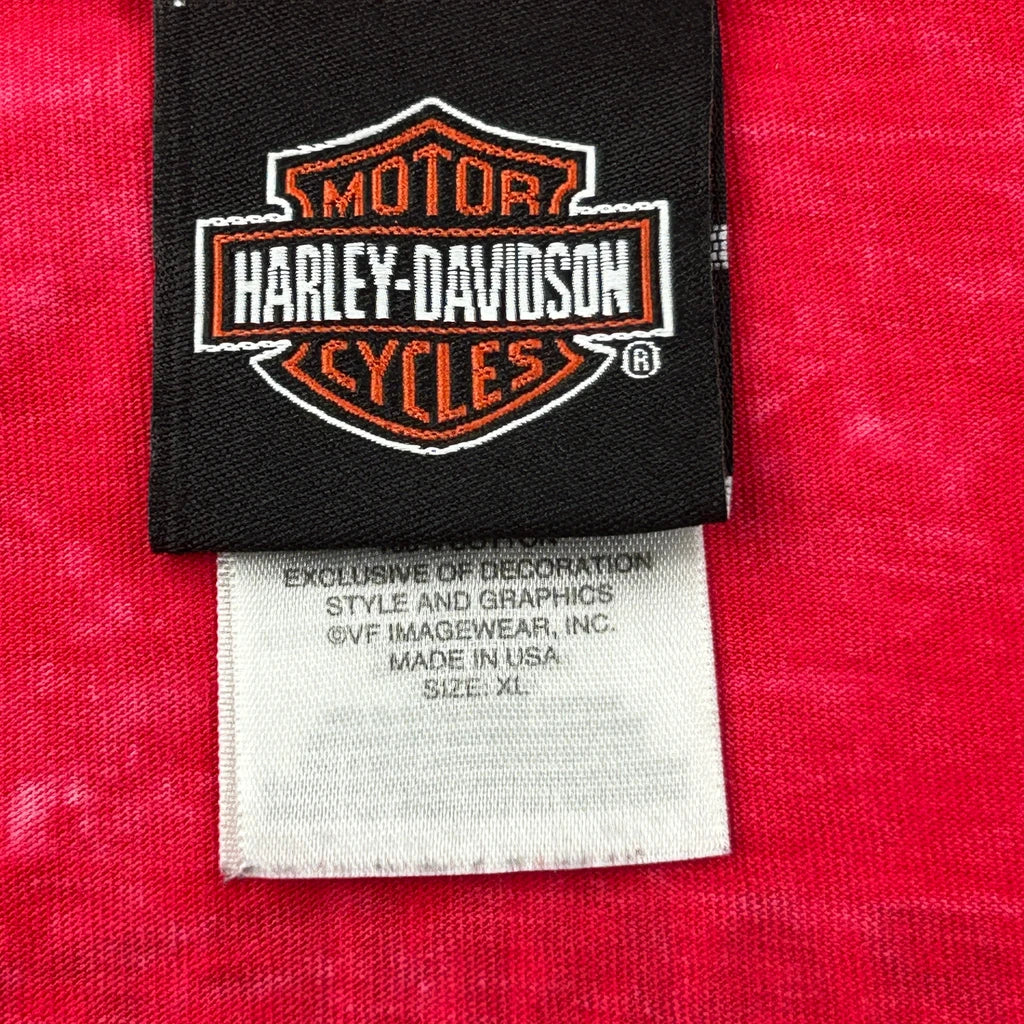 MOTOR
HARLEY-DAVIDSON
CYCLES
®
EXCLUSIVE OF DECORATION
STYLE AND GRAPHICS
©VF IMAGEWEAR, INC.
MADE IN USA
SIZE: XL